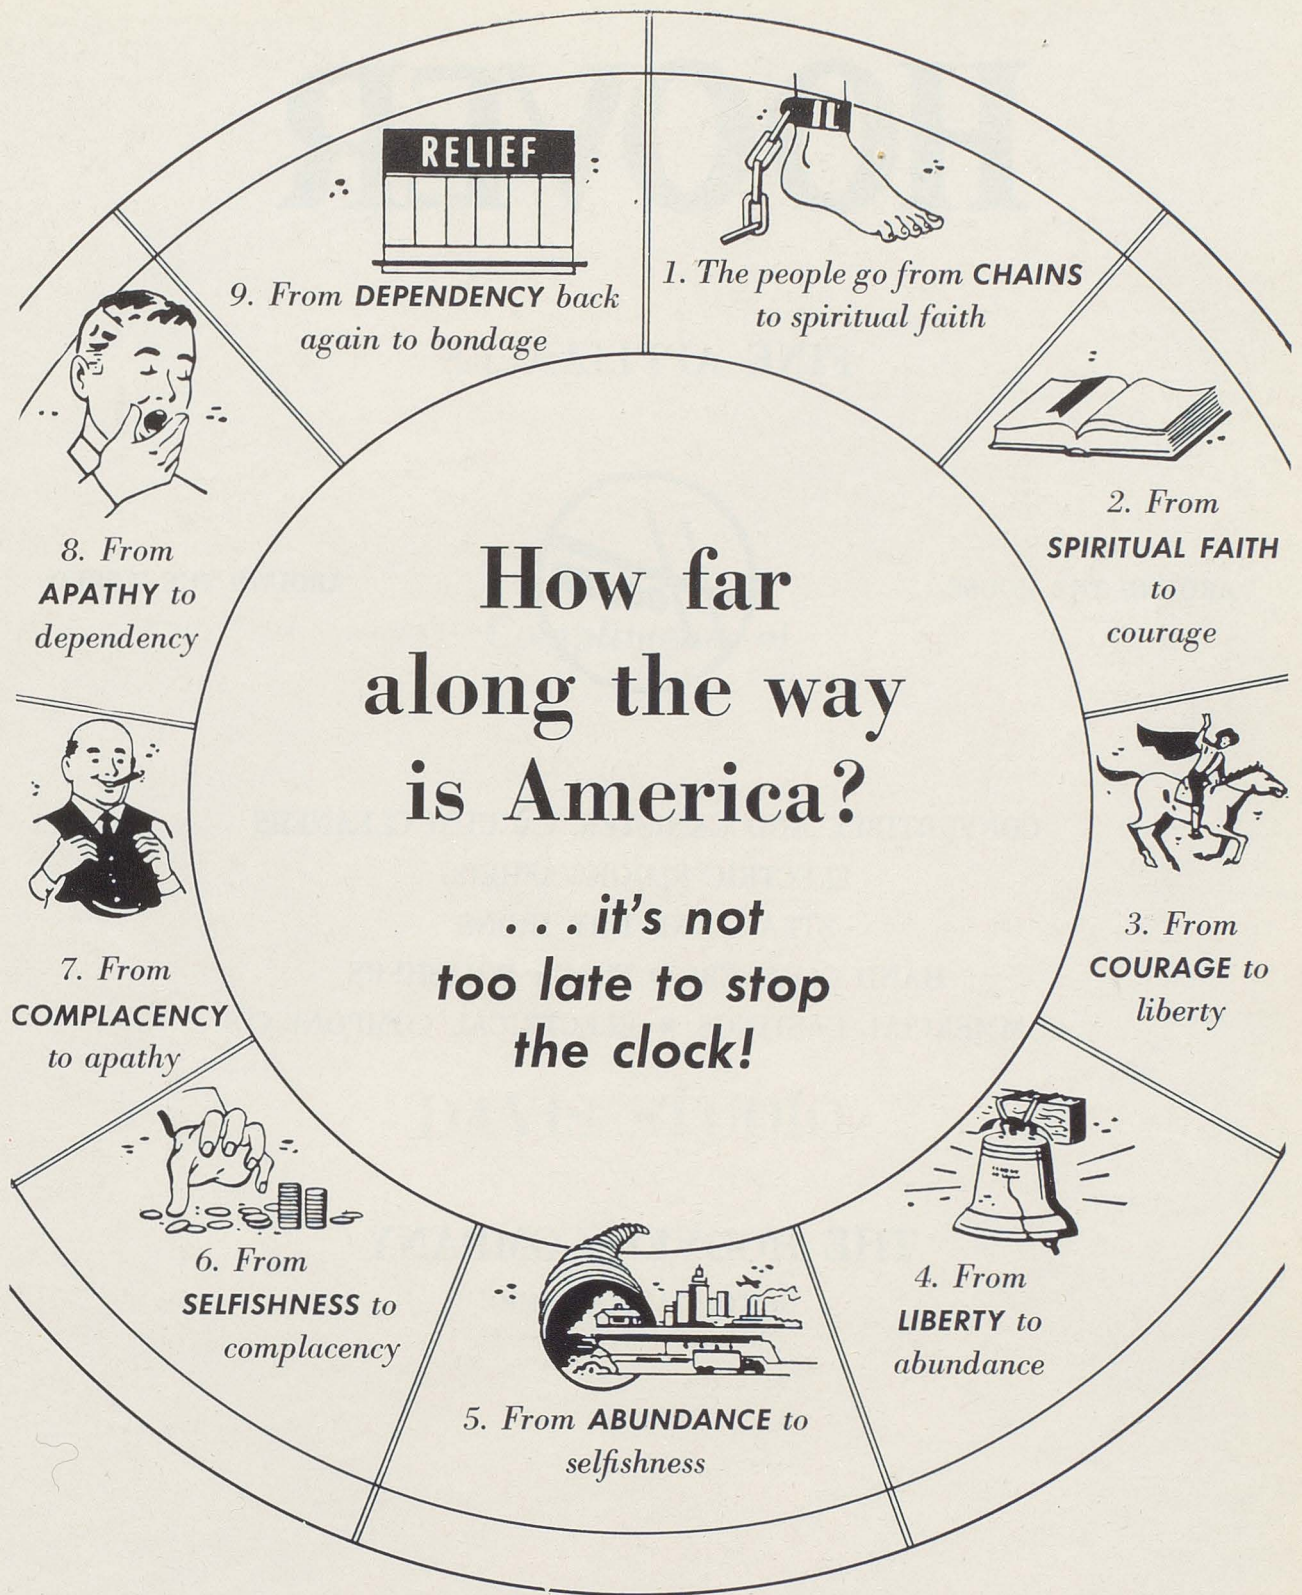 How far
along the way
is America?
... it's not
too late to stop
the clock!
1. The people go from CHAINS
to spiritual faith
2. From
SPIRITUAL FAITH
to
courage
3. From
COURAGE to
liberty
4. From
LIBERTY to
abundance
5. From ABUNDANCE to
selfishness
6. From
SELFISHNESS to
complacency
7. From
COMPLACENCY
to apathy
8. From
APATHY to
dependency
RELIEF
9. From DEPENDENCY back
again to bondage